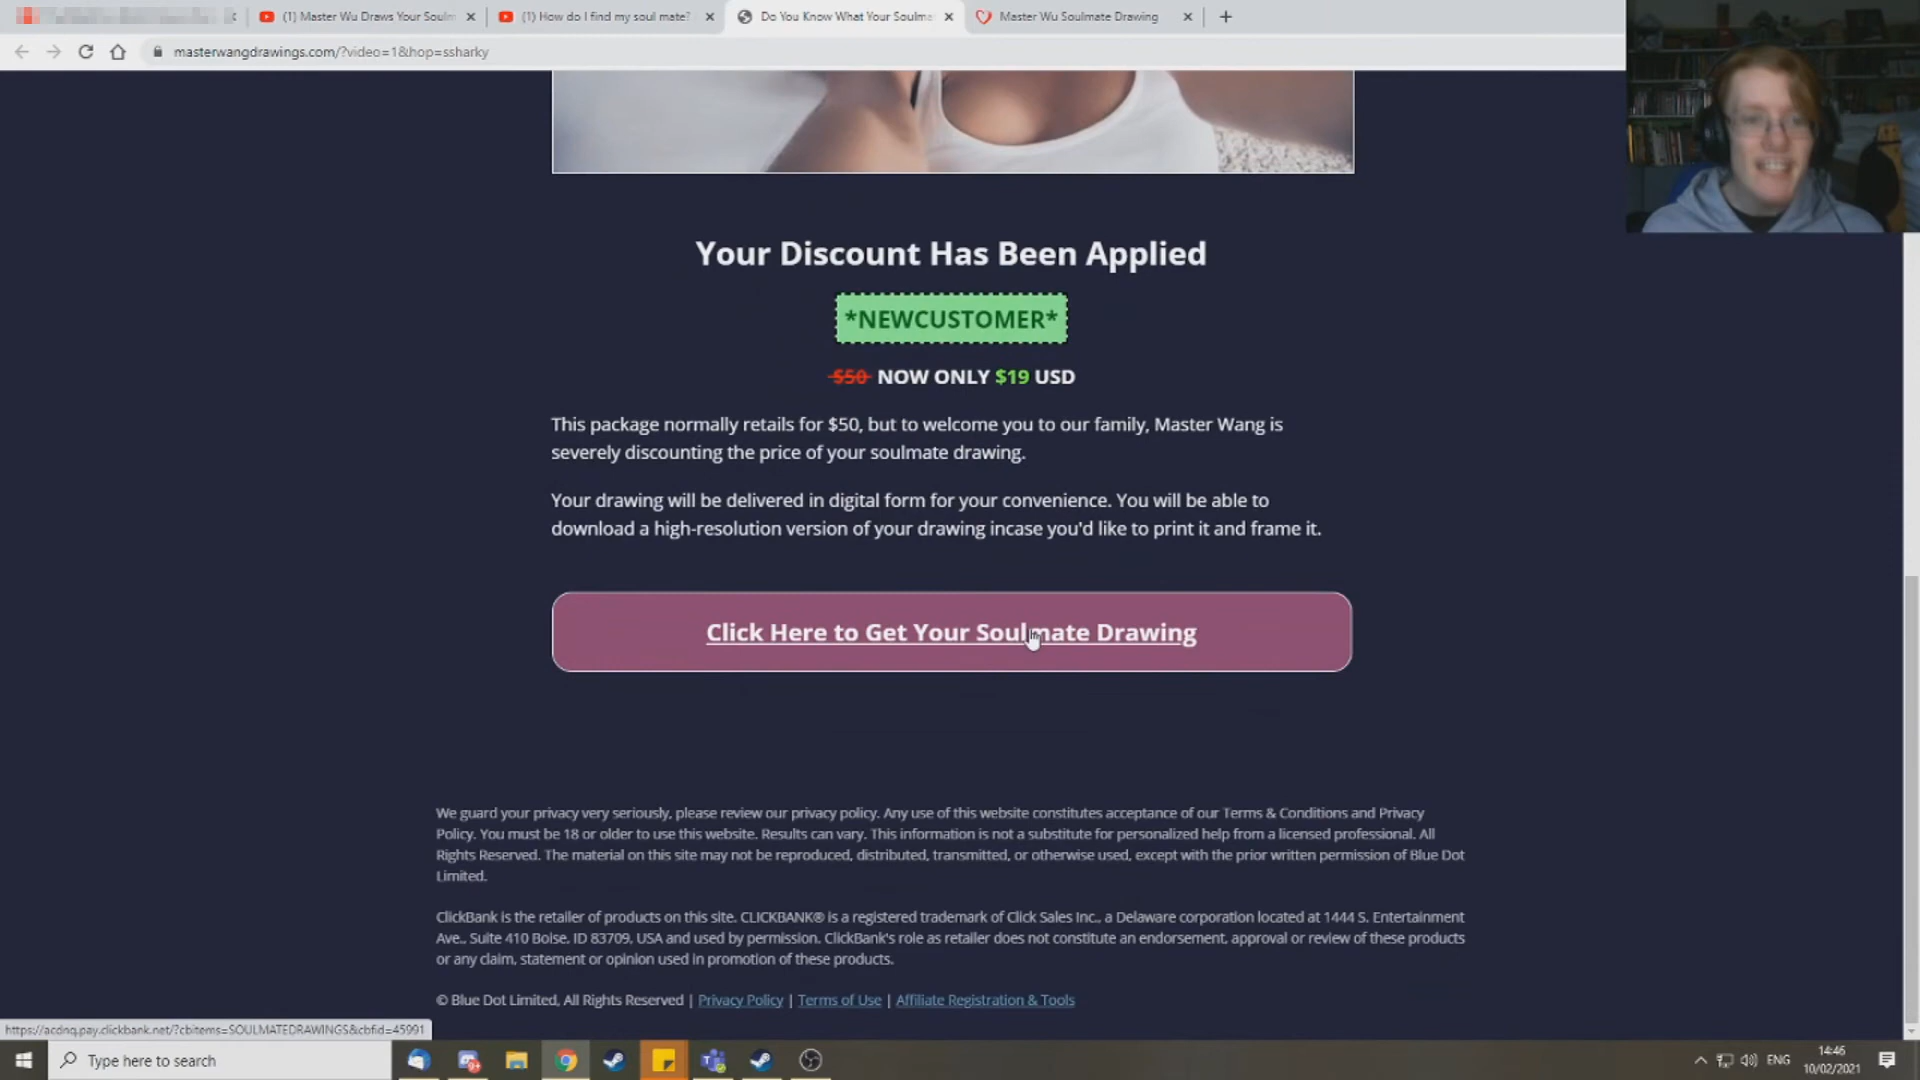 (1) Master Wu Draws Your Soulm
(1) How do I find my soul mate?
Do You Know What Your Soulma
Master Wu Soulmate Drawing
masterwangdrawings.com/?video=1&hop=ssharky
Your Discount Has Been Applied
*NEWCUSTOMER*
$50 NOW ONLY $19 USD
This package normally retails for $50, but to welcome you to our family, Master Wang is
severely discounting the price of your soulmate drawing.
Your drawing will be delivered in digital form for your convenience. You will be able to
download a high-resolution version of your drawing incase you'd like to print it and frame it.
Click Here to Get Your Soulmate Drawing
We guard your privacy very seriously, please review our privacy policy. Any use of this website constitutes acceptance of our Terms & Conditions and Privacy
Policy. You must be 18 or older to use this website. Results can vary. This information is not a substitute for personalized help from a licensed professional. All
Rights Reserved. The material on this site may not be reproduced, distributed, transmitted, or otherwise used, except with the prior written permission of Blue Dot
Limited.
ClickBank is the retailer of products on this site. CLICKBANK® is a registered trademark of Click Sales Inc., a Delaware corporation located at 1444 S. Entertainment
Ave., Suite 410 Boise, ID 83709, USA and used by permission. ClickBank's role as retailer does not constitute an endorsement, approval or review of these products
or any claim, statement or opinion used in promotion of these products.
© Blue Dot Limited, All Rights Reserved | Privacy Policy | Terms of Use | Affiliate Registration & Tools
https://acdnq.pay.clickbank.net/?cbitems=SOULMATEDRAWINGS&cbfid=45991
Type here to search
ENG
14:46
10/02/2021